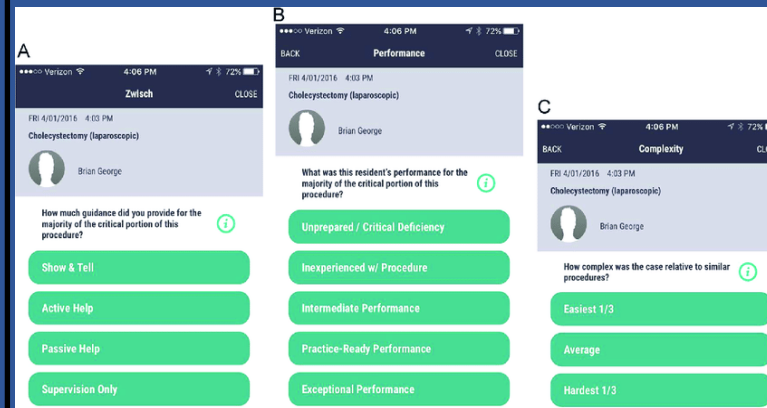 A
●●●○○ Verizon 4:06 PM 72%
Zwisch CLOSE
FRI 4/01/2016 4:03 PM
Cholecystectomy (laparoscopic)
Brian George
How much guidance did you provide for the
majority of the critical portion of this
procedure?
Show & Tell
Active Help
Passive Help
Supervision Only
B
●●●○○ Verizon 4:06 PM 72%
BACK Performance CLOSE
FRI 4/01/2016 4:03 PM
Cholecystectomy (laparoscopic)
Brian George
What was this resident's performance for the
majority of the critical portion of this
procedure?
Unprepared / Critical Deficiency
Inexperienced w/ Procedure
Intermediate Performance
Practice-Ready Performance
Exceptional Performance
C
●●○○○ Verizon 4:06 PM 72%
BACK Complexity CL
FRI 4/01/2016 4:03 PM
Cholecystectomy (laparoscopic)
Brian George
How complex was the case relative to similar
procedures?
Easiest 1/3
Average
Hardest 1/3